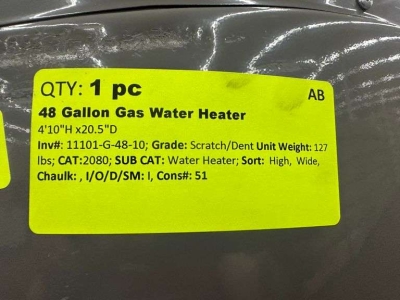 QTY: 1 pc AB
48 Gallon Gas Water Heater
4'10"H x20.5"D
Inv#: 11101-G-48-10; Grade: Scratch/Dent Unit Weight: 127
lbs; CAT:2080; SUB CAT: Water Heater; Sort: High, Wide,
Chaulk: , I/O/D/SM: I, Cons#: 51